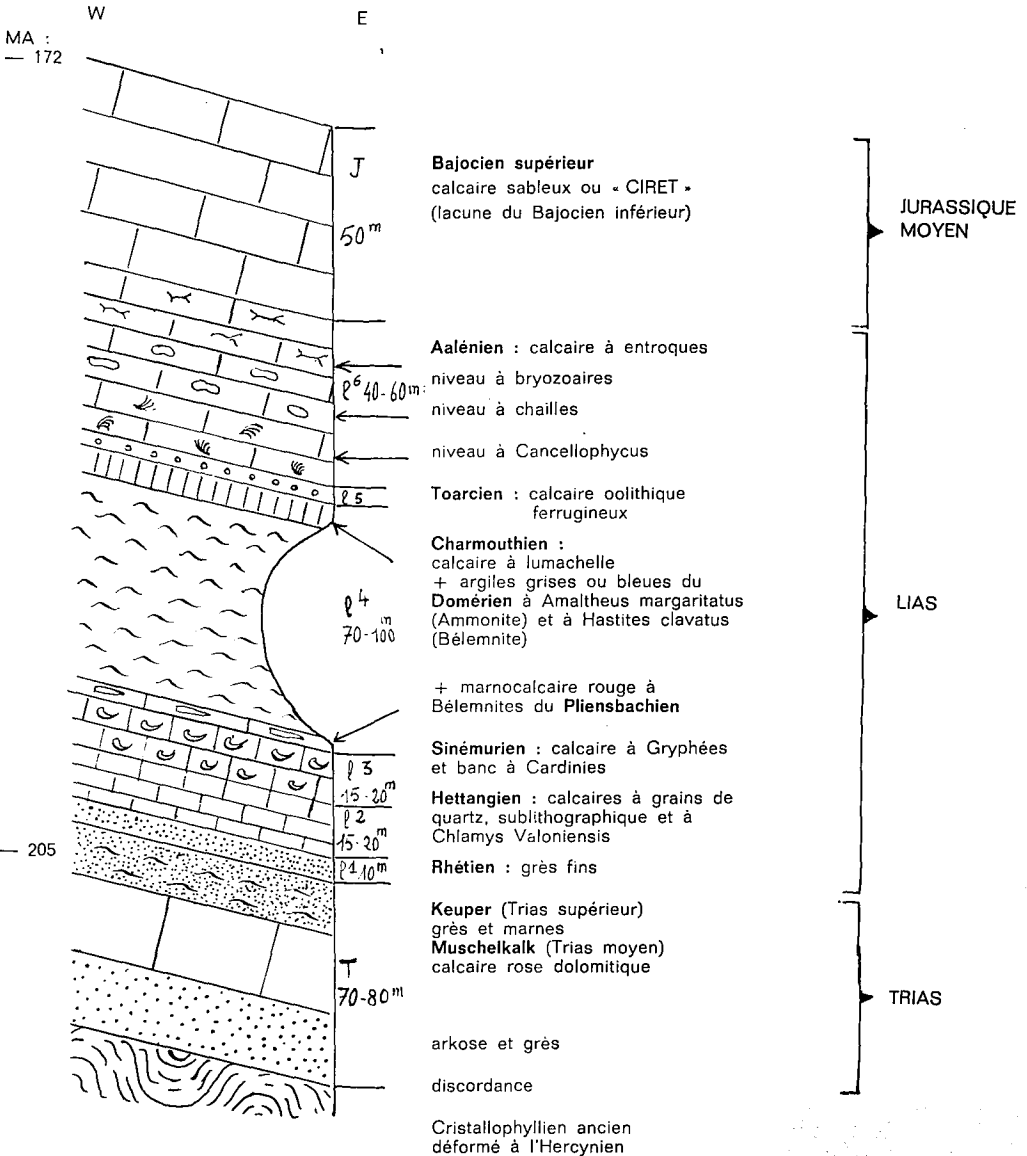 W
E
MA :
— 172
J
50m
Bajocien supérieur
calcaire sableux ou « CIRET »
(lacune du Bajocien inférieur)
JURASSIQUE
MOYEN
Aalénien : calcaire à entroques
niveau à bryozoaires
l6 40-60m
niveau à chailles
niveau à Cancellophycus
l5
Toarcien : calcaire oolithique
ferrugineux
Charmouthien :
calcaire à lumachelle
+ argiles grises ou bleues du
Domérien à Amaltheus margaritatus
(Ammonite) et à Hastites clavatus
(Bélemnite)
l4
70-100m
LIAS
+ marnocalcaire rouge à
Bélemnites du Pliensbachien
Sinémurien : calcaire à Gryphées
et banc à Cardinies
l3
15-20m
Hettangien : calcaires à grains de
quartz, sublithographique et à
Chlamys Valoniensis
l2
15-20m
— 205
l1 10m
Rhétien : grès fins
Keuper (Trias supérieur)
grès et marnes
Muschelkalk (Trias moyen)
calcaire rose dolomitique
T
70-80m
TRIAS
arkose et grès
discordance
Cristallophyllien ancien
déformé à l'Hercynien